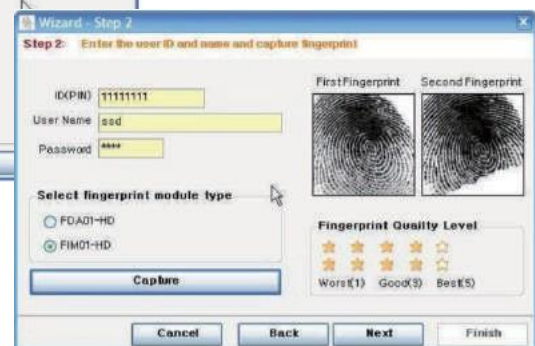 Wizard - Step 2
Step 2: Enter the user ID and name and capture fingerprint
ID(PIN) 11111111
User Name ssd
Password ****
First Fingerprint Second Fingerprint
Select fingerprint module type
FDA01-HD
FIM01-HD
Capture
Fingerprint Quailty Level
Worst(1) Good(3) Best(5)
Cancel Back Next Finish